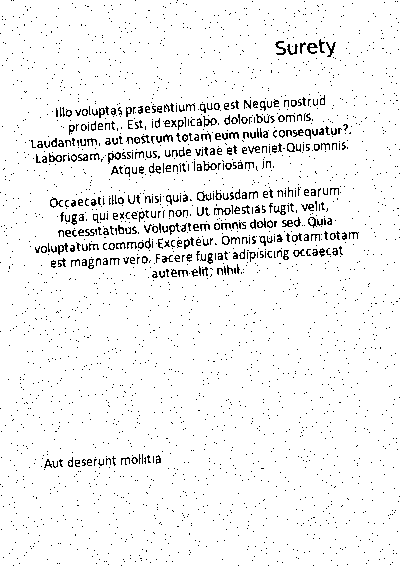 Surety
Illo voluptas praesentium quo est Neque nostrud
proident,. Est, id explicabo. doloribus omnis.
Laudantium, aut nostrum totam eum nulla consequatur?.
Laboriosam, possimus, unde vitae et eveniet Quis omnis.
Atque deleniti laboriosam, in.
Occaecati illo Ut nisi quia. Quibusdam et nihil earum
fuga. qui excepturi non. Ut molestias fugit, velit,
necessitatibus. Voluptatem omnis dolor sed. Quia
voluptatum commodi Excepteur. Omnis quia totam totam
est magnam vero. Facere fugiat adipisicing occaecat
autem elit, nihil.
Aut deserunt mollitia